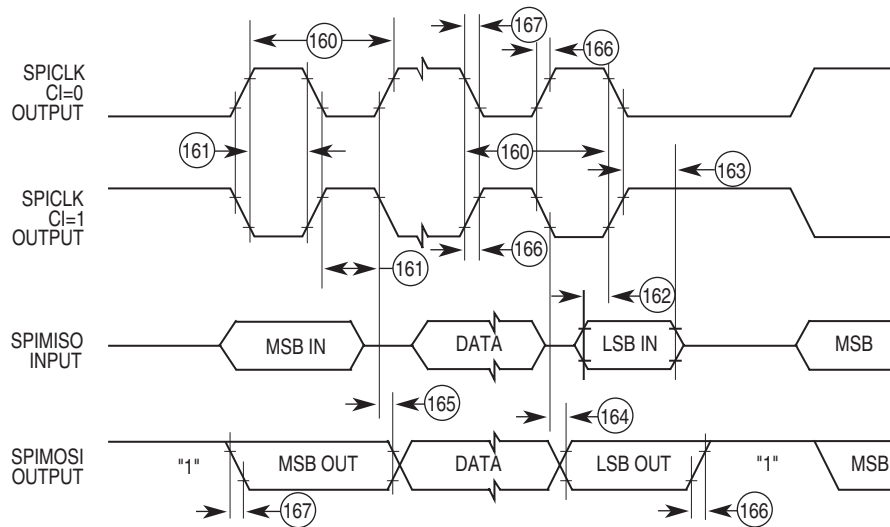 160
167
166
SPICLK
CI=0
OUTPUT
161
160
163
SPICLK
CI=1
OUTPUT
166
161
162
SPIMISO
INPUT
MSB IN
DATA
LSB IN
MSB
165
164
SPIMOSI
OUTPUT
"1"
MSB OUT
DATA
LSB OUT
"1"
MSB
167
166